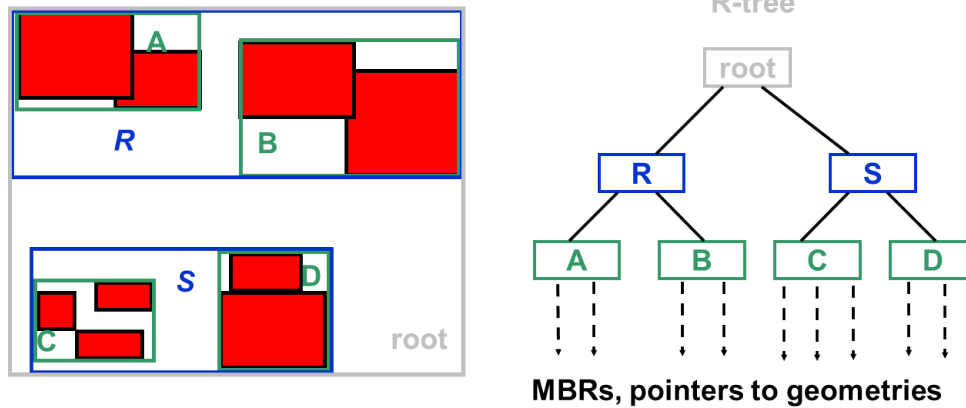 A
R
B
S
D
C
root
R-tree
root
R
S
A
B
C
D
MBRs, pointers to geometries